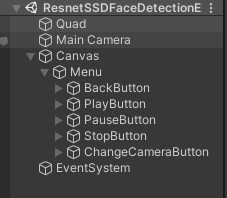 ResnetSSDFaceDetectionE
Quad
Main Camera
Canvas
Menu
BackButton
PlayButton
PauseButton
StopButton
ChangeCameraButton
EventSystem